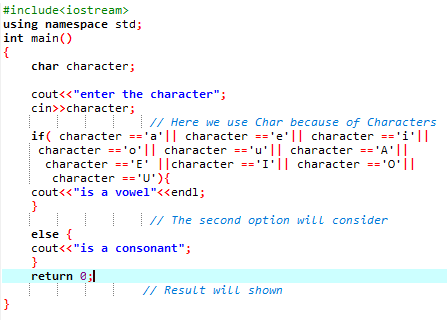 #include<iostream>
using namespace std;
int main()
{
char character;
cout<<"enter the character";
cin>>character;
// Here we use Char because of Characters
if( character =='a'|| character =='e'|| character =='i'||
character =='o'|| character =='u'|| character =='A'||
character =='E' ||character =='I'|| character =='O'||
character =='U'){
cout<<"is a vowel"<<endl;
}
// The second option will consider
else {
cout<<"is a consonant";
}
return 0;
// Result will shown
}